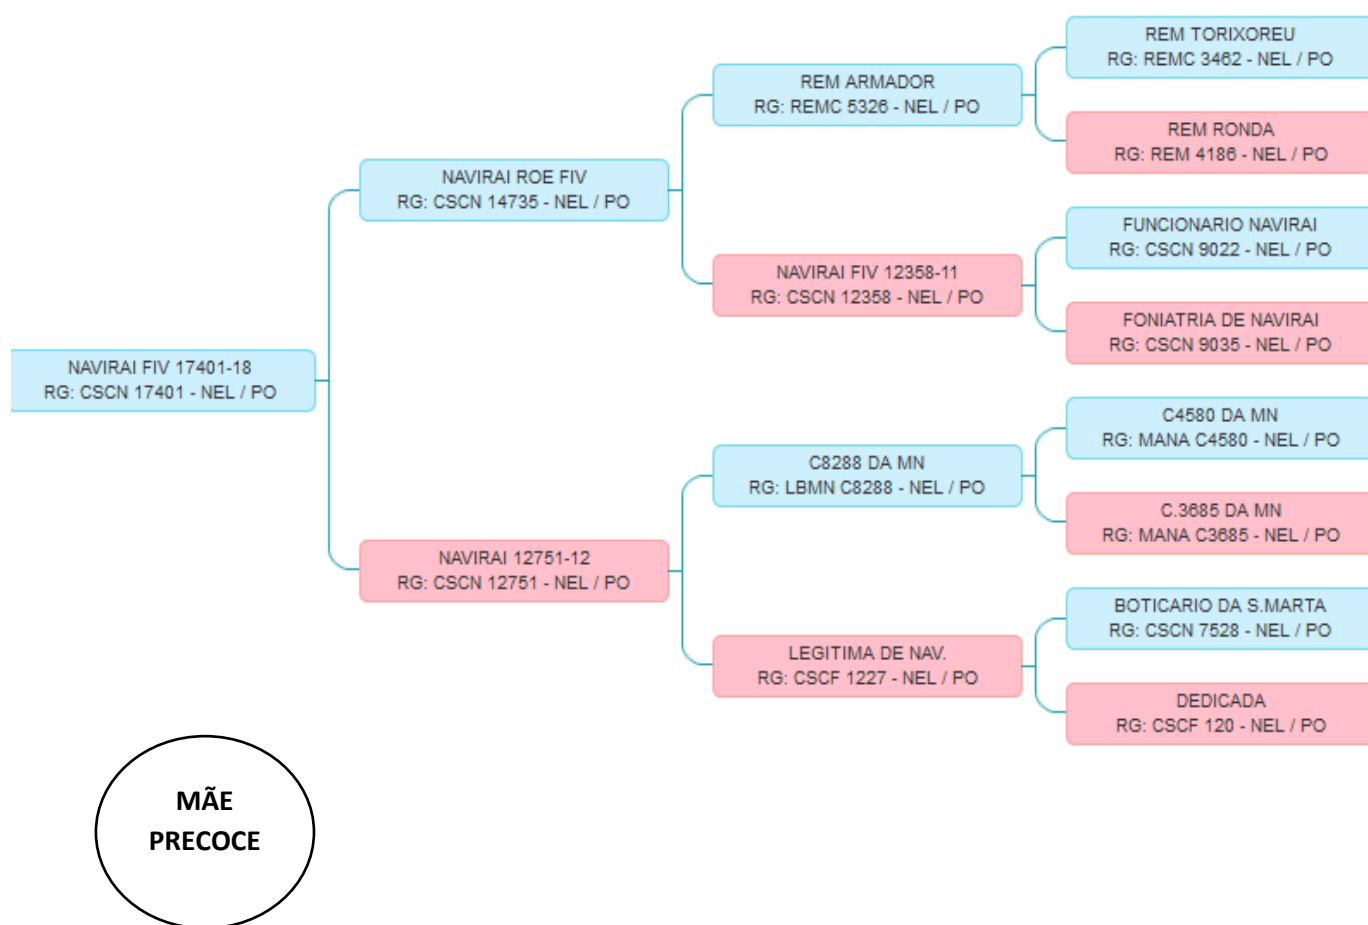 REM TORIXOREU
RG: REMC 3462 - NEL / PO
REM ARMADOR
RG: REMC 5326 - NEL / PO
REM RONDA
RG: REM 4186 - NEL / PO
NAVIRAI ROE FIV
RG: CSCN 14735 - NEL / PO
FUNCIONARIO NAVIRAI
RG: CSCN 9022 - NEL / PO
NAVIRAI FIV 12358-11
RG: CSCN 12358 - NEL / PO
FONIATRIA DE NAVIRAI
RG: CSCN 9035 - NEL / PO
NAVIRAI FIV 17401-18
RG: CSCN 17401 - NEL / PO
C4580 DA MN
RG: MANA C4580 - NEL / PO
C8288 DA MN
RG: LBMN C8288 - NEL / PO
C.3685 DA MN
RG: MANA C3685 - NEL / PO
NAVIRAI 12751-12
RG: CSCN 12751 - NEL / PO
BOTICARIO DA S.MARTA
RG: CSCN 7528 - NEL / PO
LEGITIMA DE NAV.
RG: CSCF 1227 - NEL / PO
DEDICADA
RG: CSCF 120 - NEL / PO
MÃE
PRECOCE